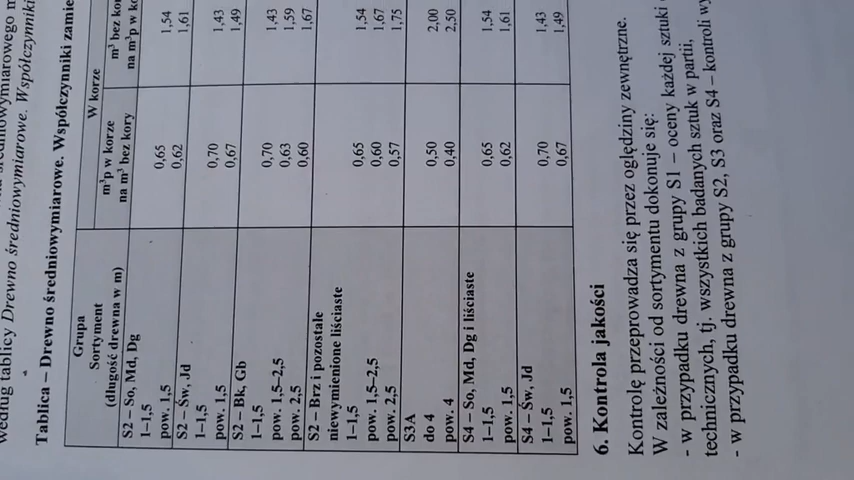 według tablicy Drewno średniowymiarowe. Współczynniki
Tablica – Drewno średniowymiarowe. Współczynniki
Grupa
Sortyment
(długość drewna w m)
W korze
m³p w korze
na m³ bez kory
m³ bez
na m³p w
S2 – So, Md, Dg
1–1,5 0,65 1,54
pow. 1,5 0,62 1,61
S2 – Św, Jd
1–1,5 0,70 1,43
pow. 1,5 0,67 1,49
S2 – Bk, Gb
1–1,5 0,70 1,43
pow. 1,5–2,5 0,63 1,59
pow. 2,5 0,60 1,67
S2 – Brz i pozostałe
niewymienione liściaste
1–1,5 0,65 1,54
pow. 1,5–2,5 0,60 1,67
pow. 2,5 0,57 1,75
S3A
do 4 0,50 2,00
pow. 4 0,40 2,50
S4 – So, Md, Dg i liściaste
1–1,5 0,65 1,54
pow. 1,5 0,62 1,61
S4 – Św, Jd
1–1,5 0,70 1,43
pow. 1,5 0,67 1,49
6. Kontrola jakości
Kontrolę przeprowadza się przez oględziny zewnętrzne.
W zależności od sortymentu dokonuje się:
- w przypadku drewna z grupy S1 – oceny każdej sztuki
technicznych, tj. wszystkich badanych sztuk w partii,
- w przypadku drewna z grupy S2, S3 oraz S4 – kontroli